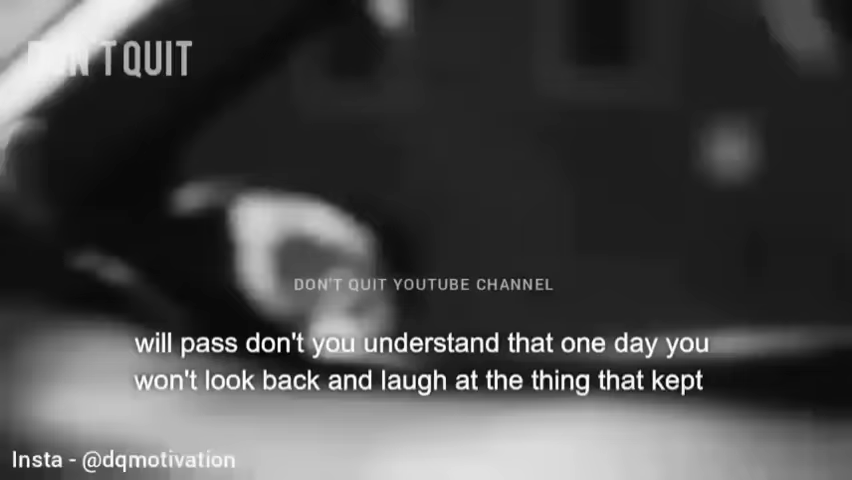 DON'T QUIT
DON'T QUIT YOUTUBE CHANNEL
will pass don't you understand that one day you
won't look back and laugh at the thing that kept
Insta - @dqmotivation